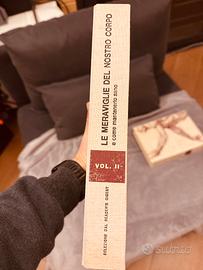 LE MERAVIGLIE DEL NOSTRO CORPO
e come mantenerlo sano
VOL. II
SELEZIONE DAL READER'S DIGEST
Subito